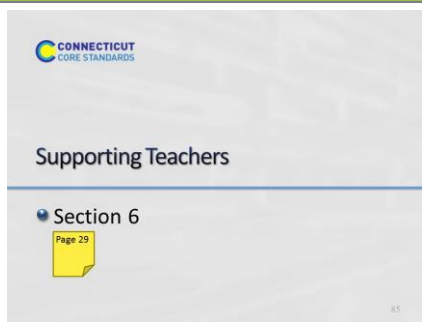 CONNECTICUT
CORE STANDARDS
Supporting Teachers
Section 6
Page 29
85